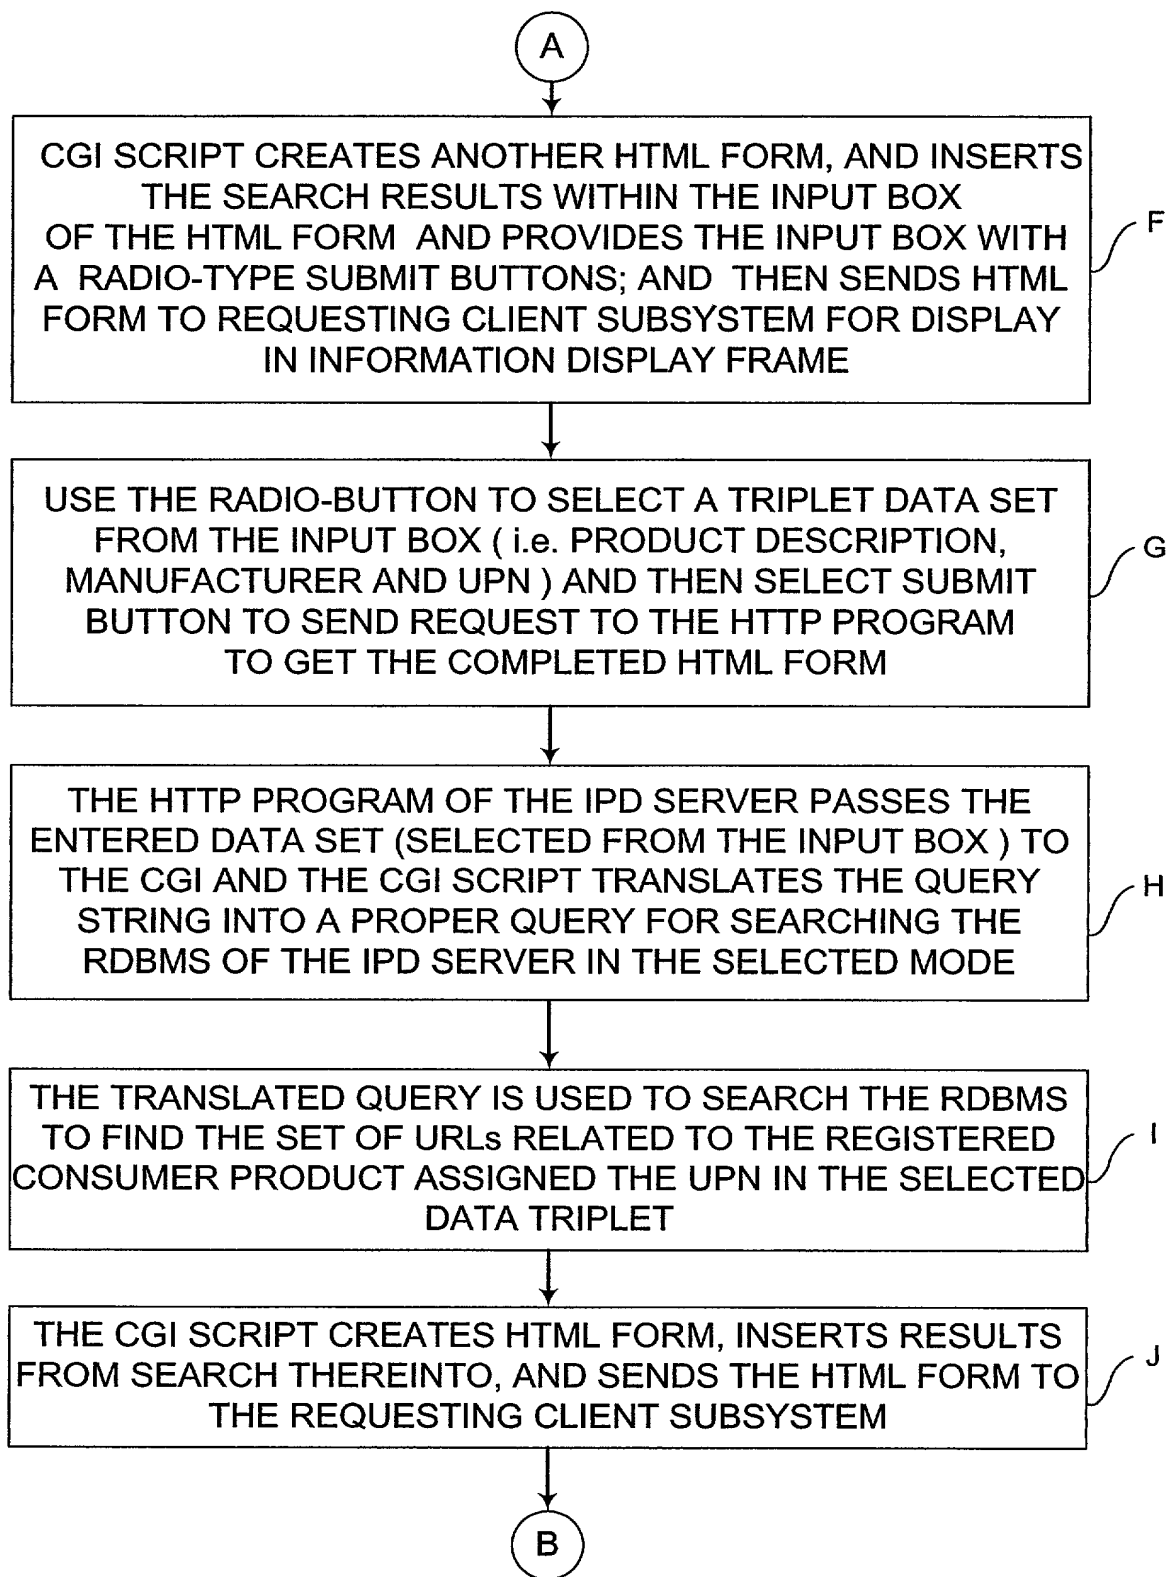 A
CGI SCRIPT CREATES ANOTHER HTML FORM, AND INSERTS
THE SEARCH RESULTS WITHIN THE INPUT BOX
OF THE HTML FORM AND PROVIDES THE INPUT BOX WITH
A RADIO-TYPE SUBMIT BUTTONS; AND THEN SENDS HTML
FORM TO REQUESTING CLIENT SUBSYSTEM FOR DISPLAY
IN INFORMATION DISPLAY FRAME
F
USE THE RADIO-BUTTON TO SELECT A TRIPLET DATA SET
FROM THE INPUT BOX ( i.e. PRODUCT DESCRIPTION,
MANUFACTURER AND UPN ) AND THEN SELECT SUBMIT
BUTTON TO SEND REQUEST TO THE HTTP PROGRAM
TO GET THE COMPLETED HTML FORM
G
THE HTTP PROGRAM OF THE IPD SERVER PASSES THE
ENTERED DATA SET (SELECTED FROM THE INPUT BOX ) TO
THE CGI AND THE CGI SCRIPT TRANSLATES THE QUERY
STRING INTO A PROPER QUERY FOR SEARCHING THE
RDBMS OF THE IPD SERVER IN THE SELECTED MODE
H
THE TRANSLATED QUERY IS USED TO SEARCH THE RDBMS
TO FIND THE SET OF URLs RELATED TO THE REGISTERED
CONSUMER PRODUCT ASSIGNED THE UPN IN THE SELECTED
DATA TRIPLET
I
THE CGI SCRIPT CREATES HTML FORM, INSERTS RESULTS
FROM SEARCH THEREINTO, AND SENDS THE HTML FORM TO
THE REQUESTING CLIENT SUBSYSTEM
J
B